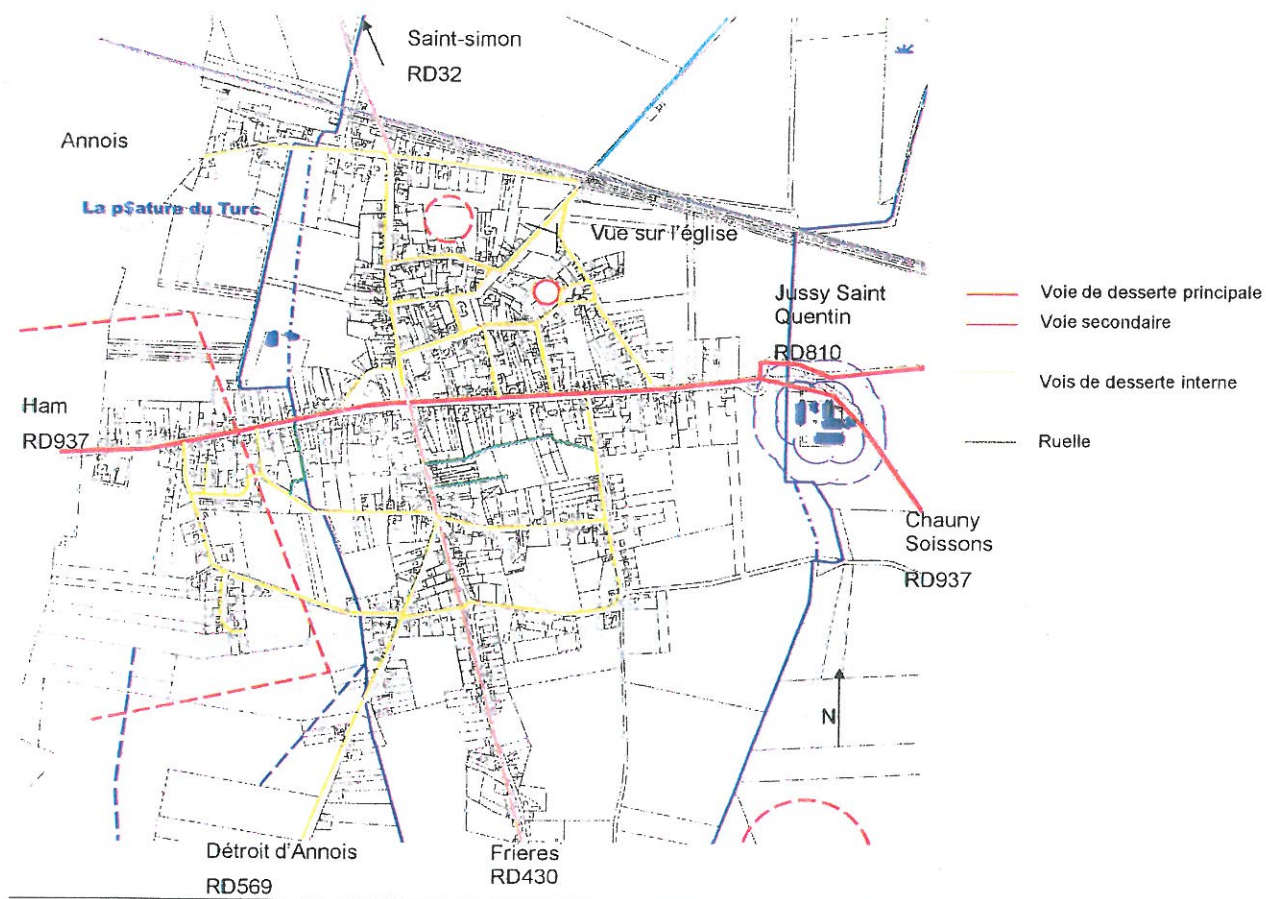 Saint-simon
RD32
Annois
La p$ature du Turc
Vue sur l'église
Jussy Saint
Quentin
RD810
Voie de desserte principale
Voie secondaire
Vois de desserte interne
Ruelle
Ham
RD937
Chauny
Soissons
RD937
N
Détroit d'Annois
RD569
Frieres
RD430